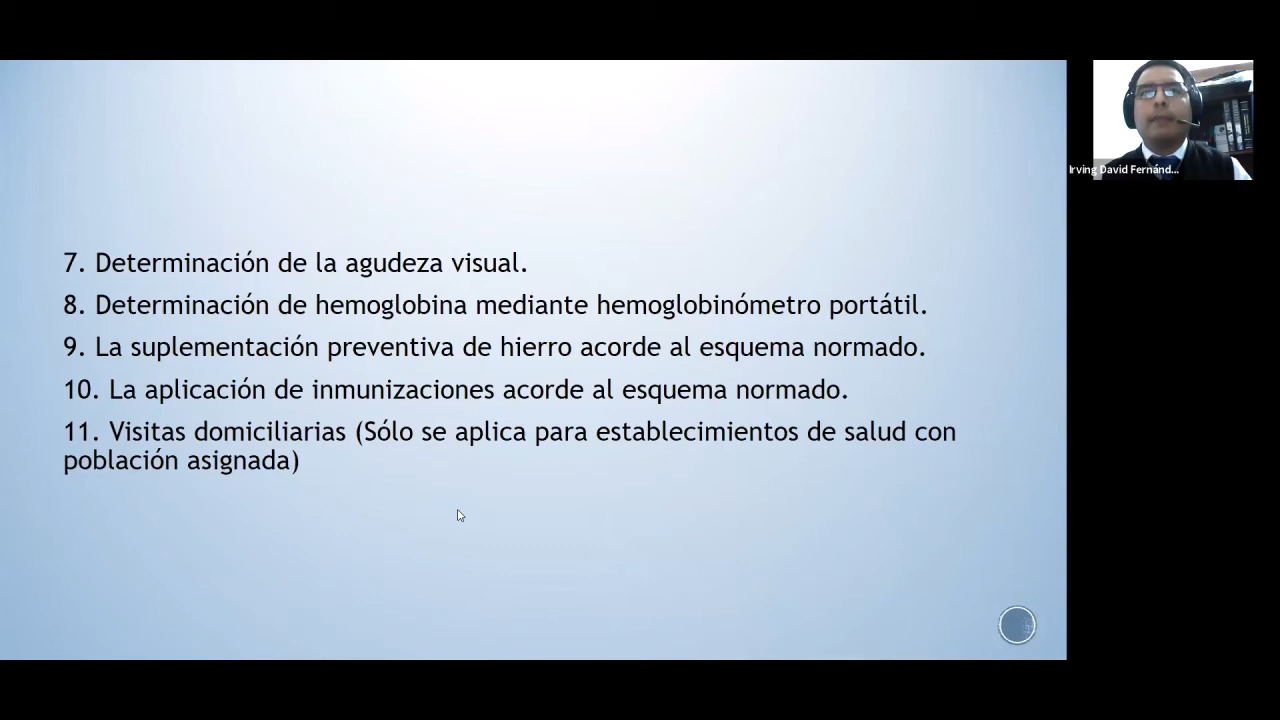 7. Determinación de la agudeza visual.
8. Determinación de hemoglobina mediante hemoglobinómetro portátil.
9. La suplementación preventiva de hierro acorde al esquema normado.
10. La aplicación de inmunizaciones acorde al esquema normado.
11. Visitas domiciliarias (Sólo se aplica para establecimientos de salud con
población asignada)
Irving David Fernánd...